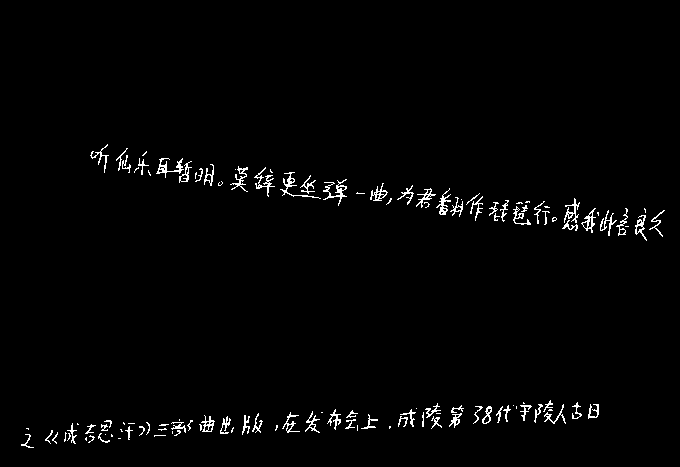 听仙乐耳暂明。莫辞更坐弹一曲,为君翻作琵琶行。感我此言良久
之《成吉思汗》三部曲出版,在发布会上,成陵第38代守陵人古日